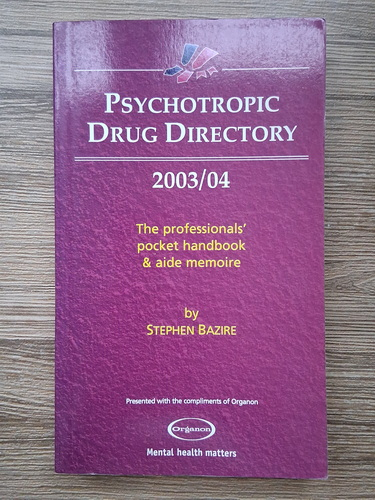 PSYCHOTROPIC
DRUG DIRECTORY
2003/04
The professionals'
pocket handbook
& aide memoire
by
STEPHEN BAZIRE
Presented with the compliments of Organon
Organon
Mental health matters